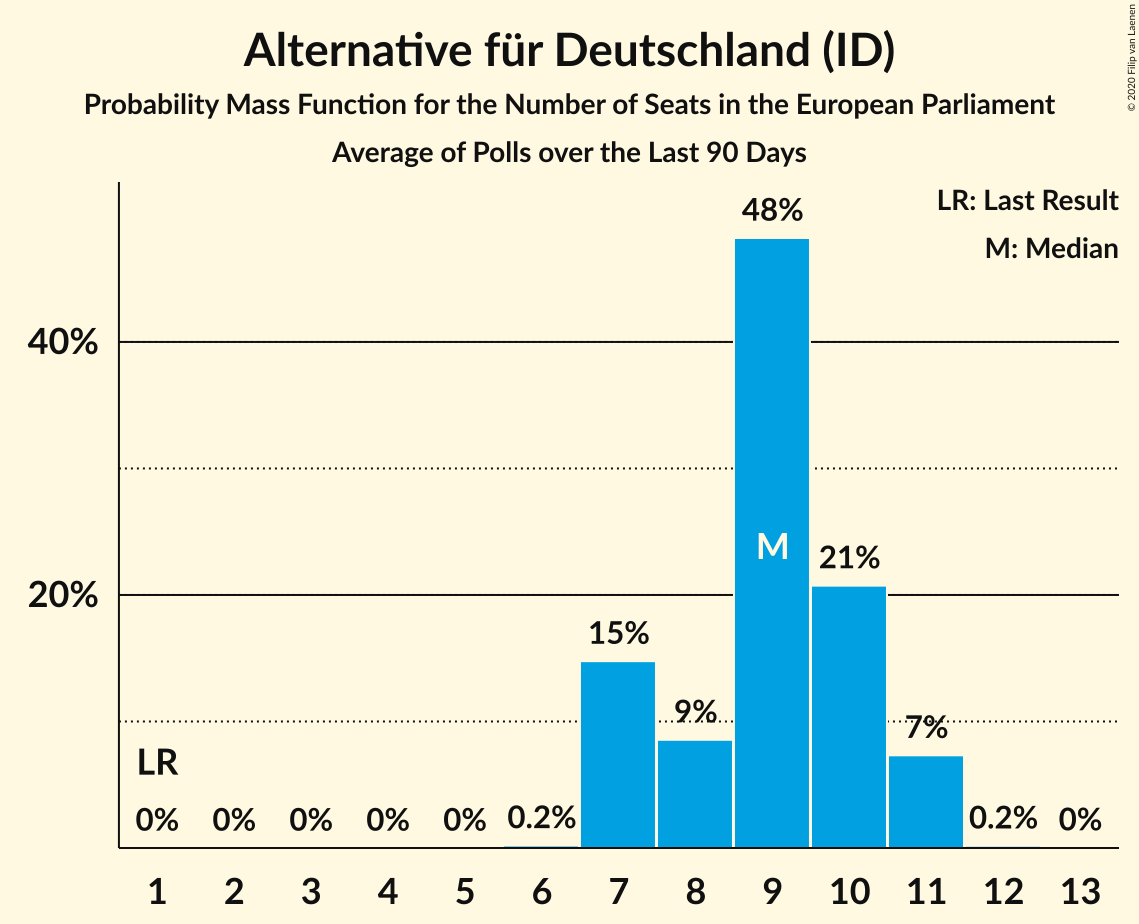 Alternative für Deutschland (ID)
Probability Mass Function for the Number of Seats in the European Parliament
Average of Polls over the Last 90 Days
© 2020 Filip van Laenen
LR: Last Result
M: Median
48%
40%
M
21%
20%
15%
9%
7%
LR
0% 0% 0% 0% 0% 0.2% 0.2% 0%
1 2 3 4 5 6 7 8 9 10 11 12 13